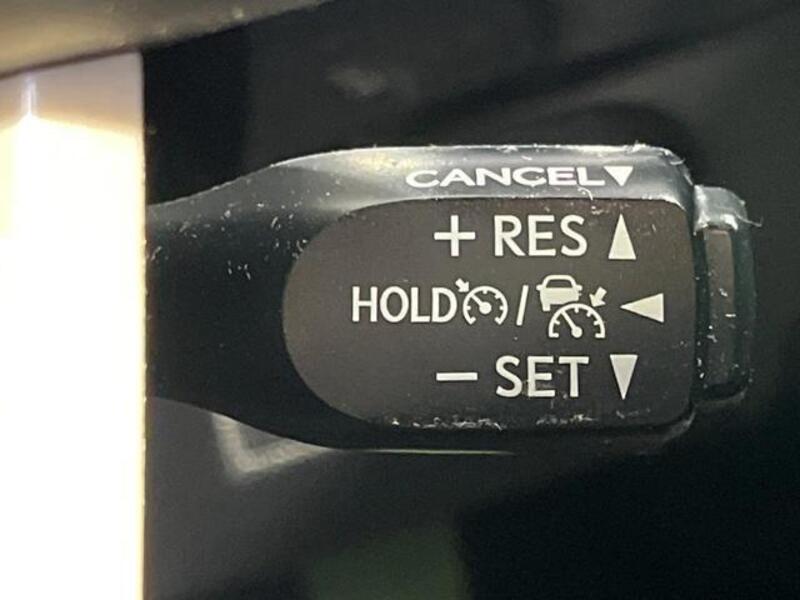 CANCEL▼
+ RES ▲
HOLD / ◀
− SET ▼